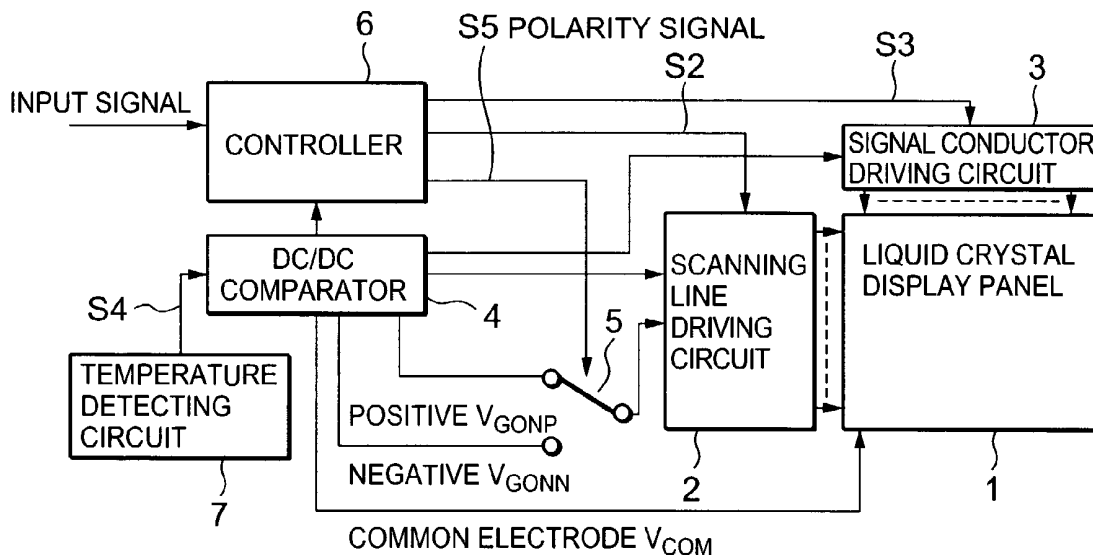 6
S5 POLARITY SIGNAL
S2
S3
3
INPUT SIGNAL
CONTROLLER
SIGNAL CONDUCTOR
DRIVING CIRCUIT
DC/DC
COMPARATOR
4
S4
SCANNING
LINE
DRIVING
CIRCUIT
LIQUID CRYSTAL
DISPLAY PANEL
5
TEMPERATURE
DETECTING
CIRCUIT
POSITIVE VGONP
NEGATIVE VGONN
7
2
1
COMMON ELECTRODE VCOM